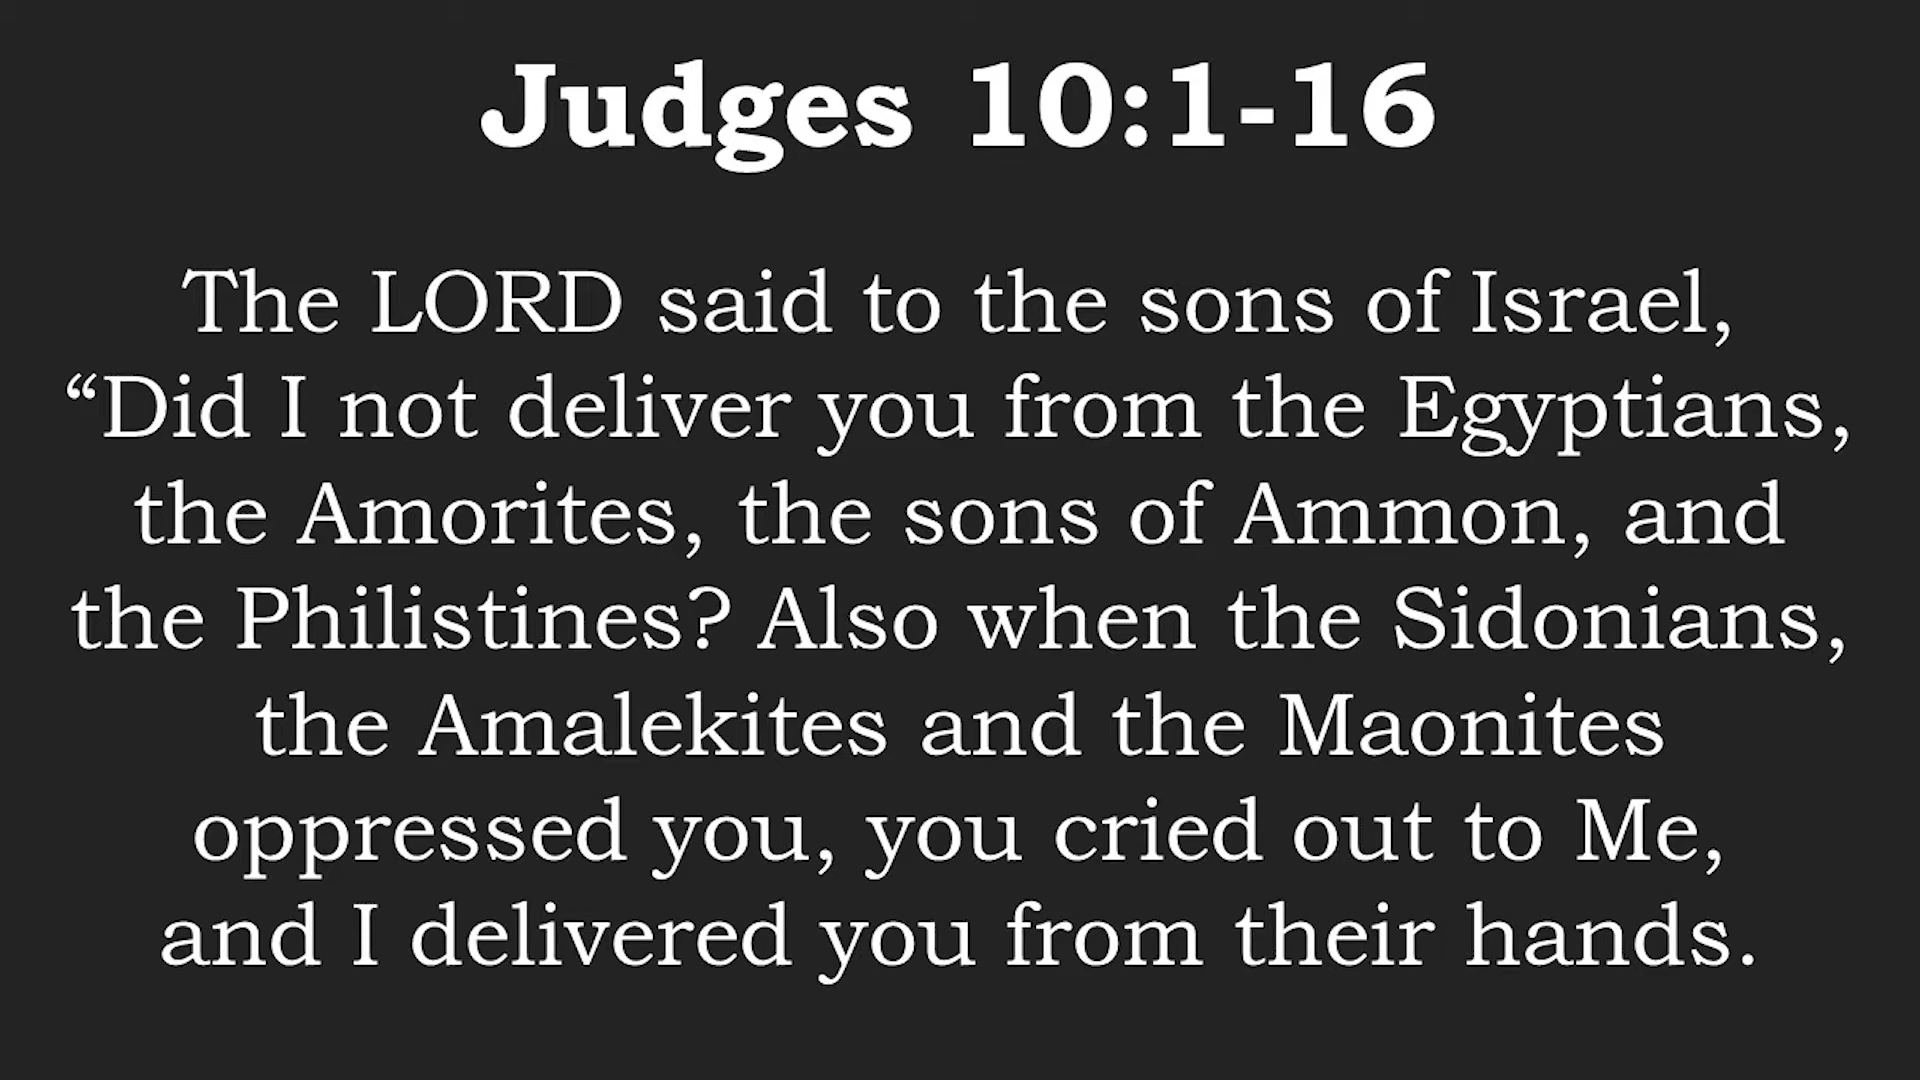 Judges 10:1-16
The LORD said to the sons of Israel,
“Did I not deliver you from the Egyptians,
the Amorites, the sons of Ammon, and
the Philistines? Also when the Sidonians,
the Amalekites and the Maonites
oppressed you, you cried out to Me,
and I delivered you from their hands.